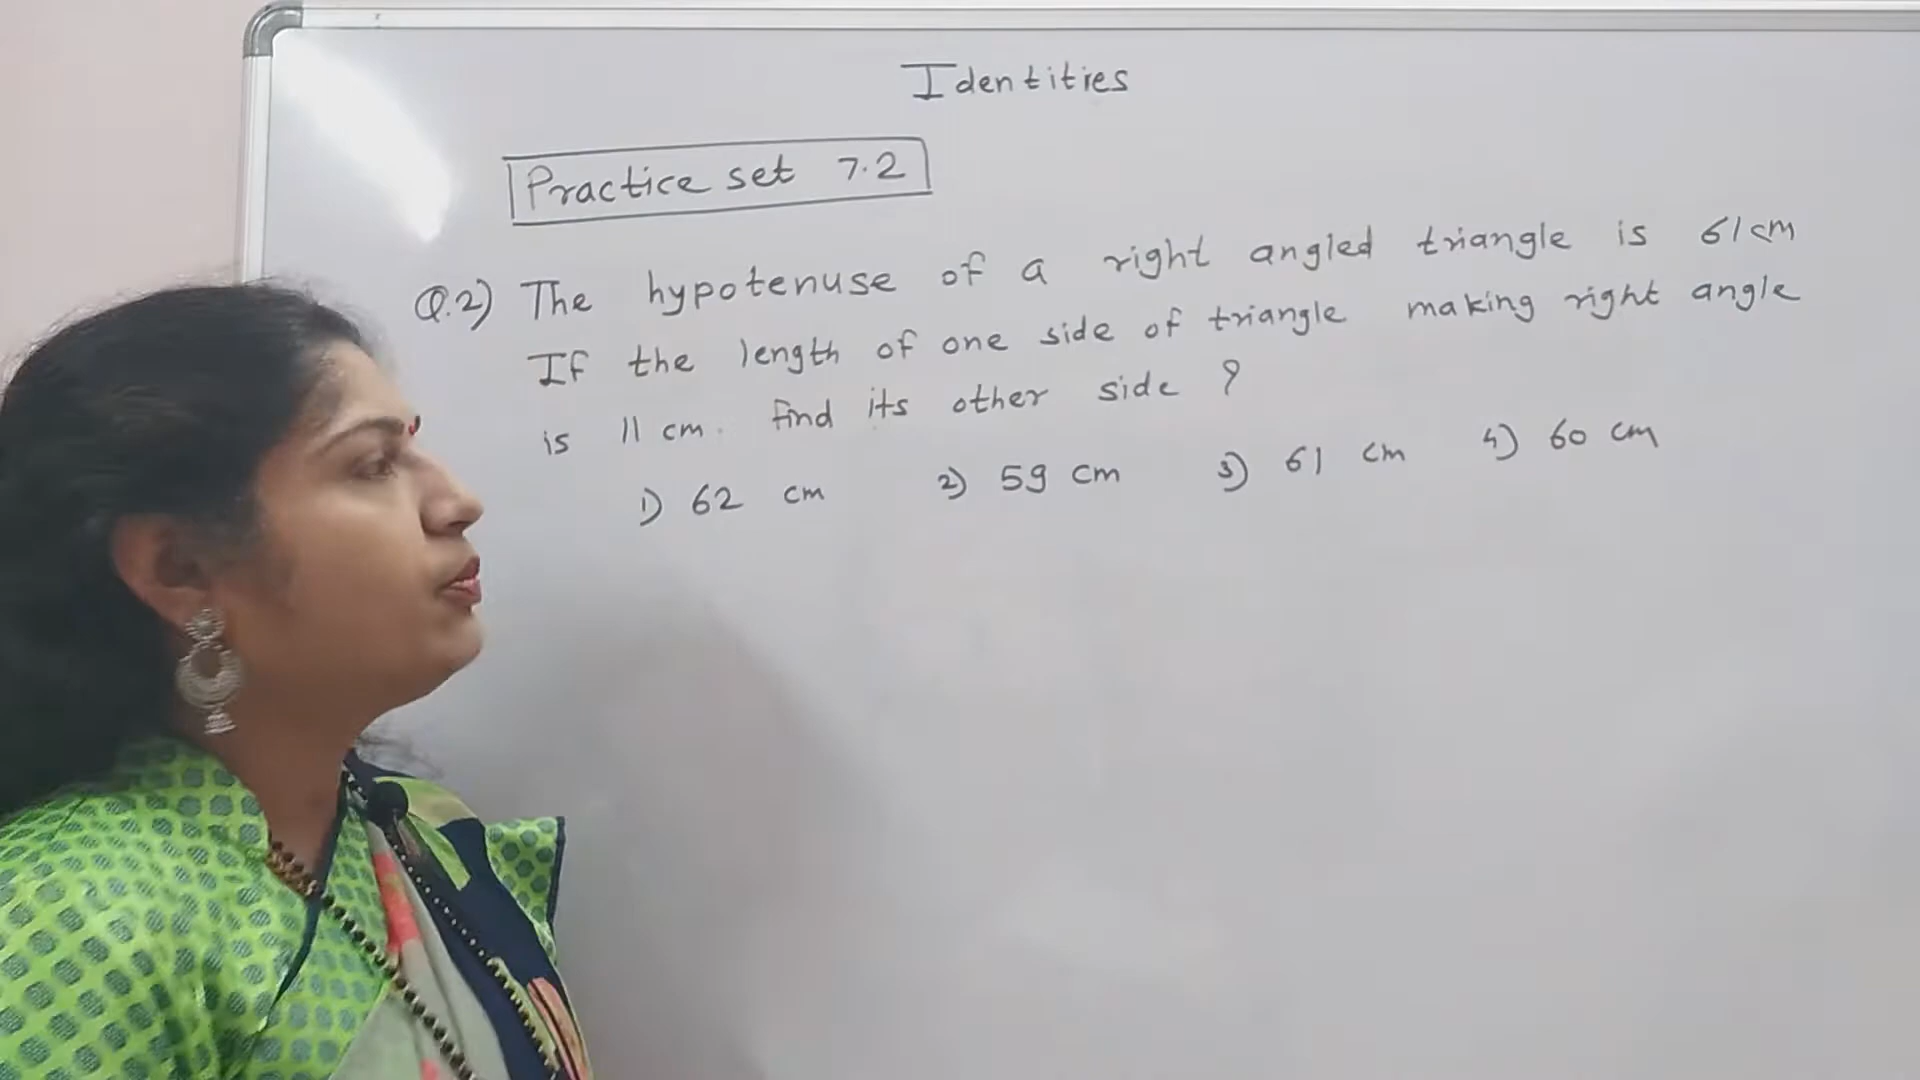 Identities
Practice set 7.2
Q.2) The hypotenuse of a right angled triangle is 61cm
If the length of one side of triangle making right angle
is 11 cm. find its other side ?
1) 62 cm 2) 59 cm 3) 61 cm 4) 60 cm